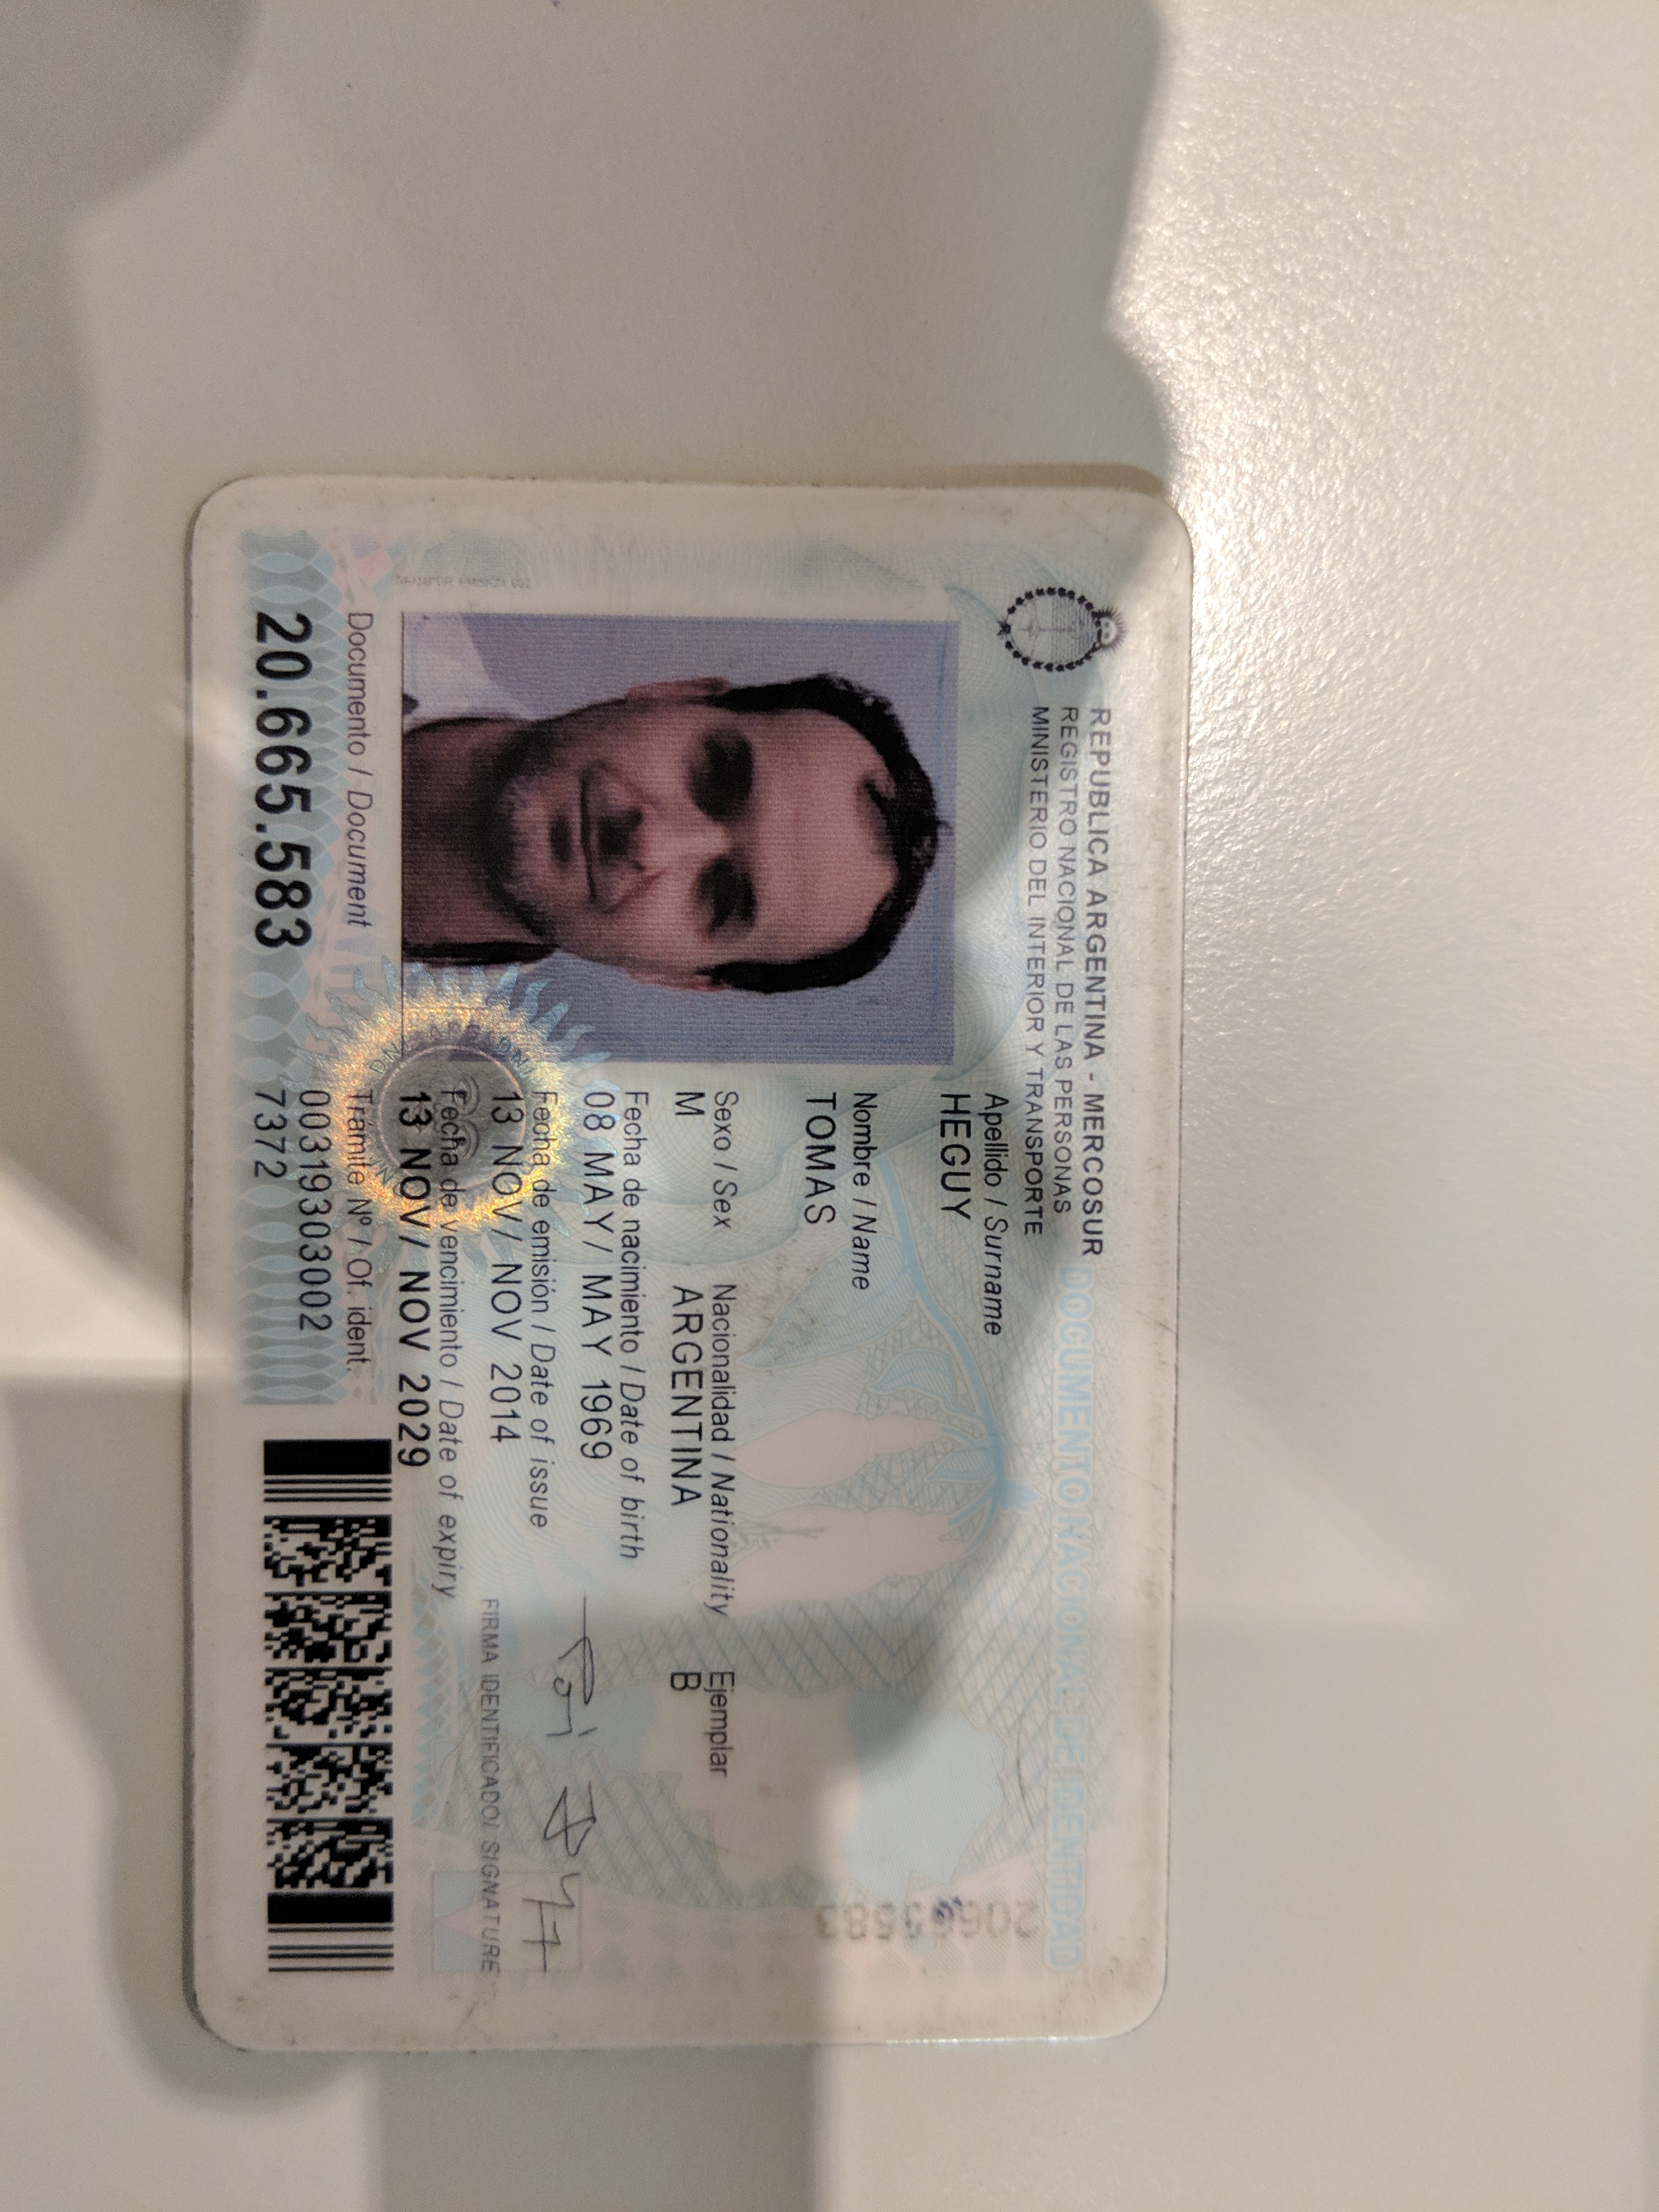 REPUBLICA ARGENTINA - MERCOSUR
REGISTRO NACIONAL DE LAS PERSONAS
MINISTERIO DEL INTERIOR Y TRANSPORTE
DOCUMENTO NACIONAL DE IDENTIDAD
Apellido / Surname
HEGUY
Nombre / Name
TOMAS
Sexo / Sex Nacionalidad / Nationality Ejemplar
M ARGENTINA B
Fecha de nacimiento / Date of birth
08 MAY/ MAY 1969
Fecha de emisión / Date of issue
13 NOV/ NOV 2014
FIRMA IDENTIFICADO/ SIGNATURE
Fecha de vencimiento / Date of expiry
13 NOV/ NOV 2029
Documento / Document
20.665.583
Trámite Nº / Of. ident.
00319303002
7372
20665583